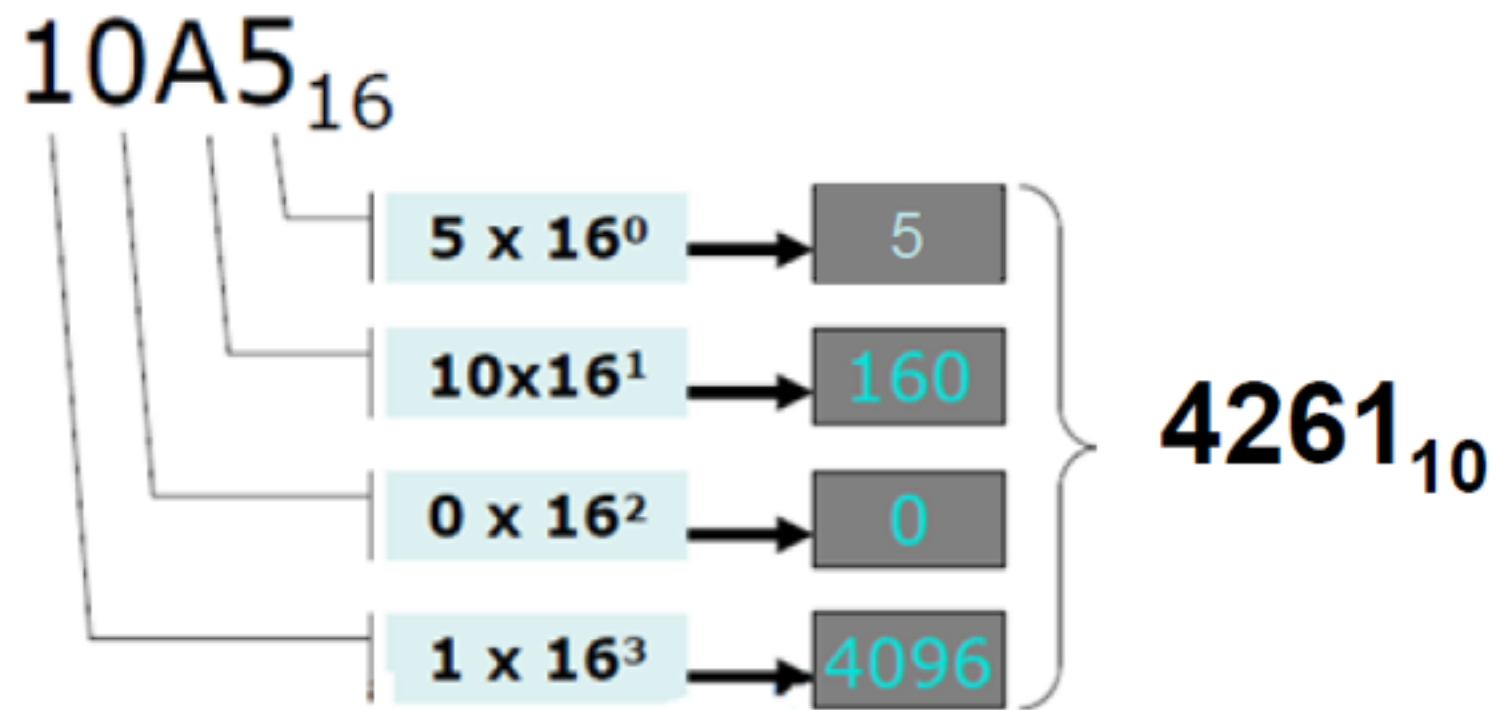 10A5₁₆
5 x 16⁰ 5
10x16¹ 160
4261₁₀
0 x 16² 0
1 x 16³ 4096